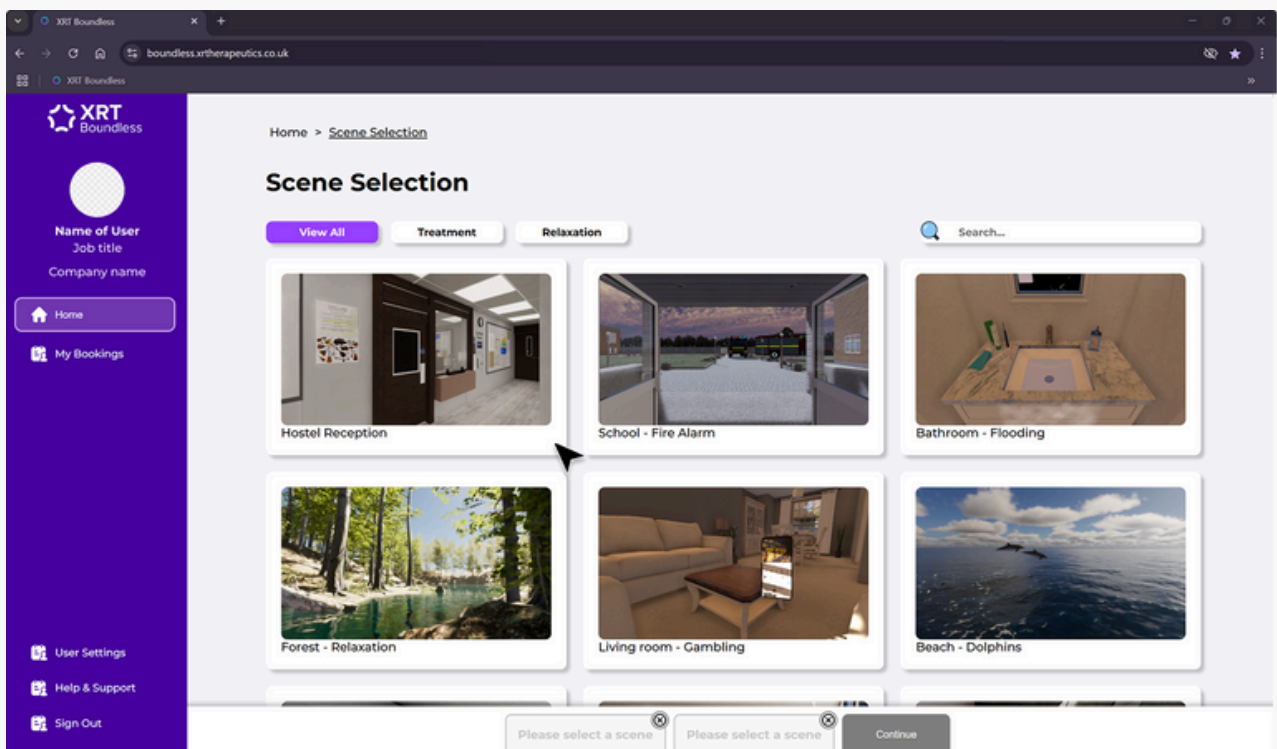 XRT Boundless
boundless.xrtherapeutics.co.uk
XRT Boundless
XRT
Boundless
Name of User
Job title
Company name
Home
My Bookings
User Settings
Help & Support
Sign Out
Home > Scene Selection
Scene Selection
View All
Treatment
Relaxation
Search...
Hostel Reception
School - Fire Alarm
Bathroom - Flooding
Forest - Relaxation
Living room - Gambling
Beach - Dolphins
Please select a scene
Please select a scene
Continue